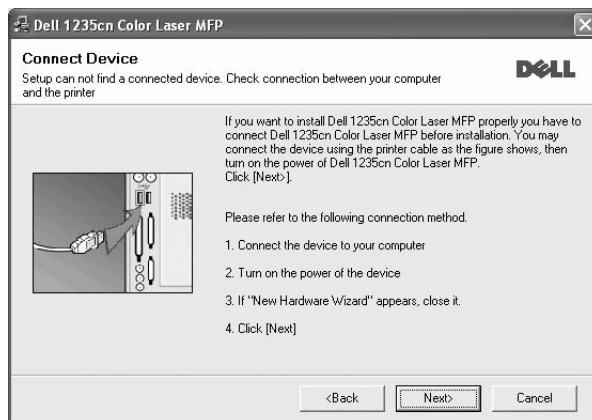 Dell 1235cn Color Laser MFP
Connect Device
Setup can not find a connected device. Check connection between your computer
and the printer
DELL
If you want to install Dell 1235cn Color Laser MFP properly you have to
connect Dell 1235cn Color Laser MFP before installation. You may
connect the device using the printer cable as the figure shows, then
turn on the power of Dell 1235cn Color Laser MFP.
Click [Next>].
Please refer to the following connection method.
1. Connect the device to your computer
2. Turn on the power of the device
3. If "New Hardware Wizard" appears, close it.
4. Click [Next]
<Back
Next>
Cancel